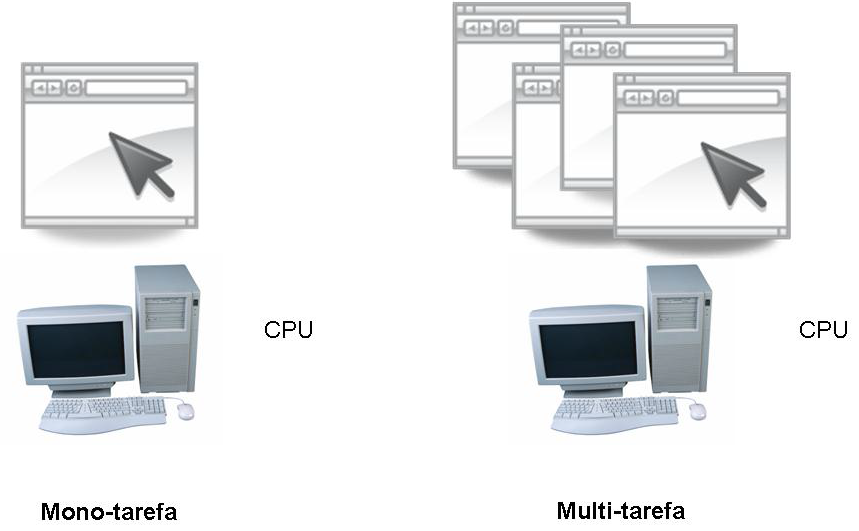 CPU
CPU
Mono-tarefa
Multi-tarefa